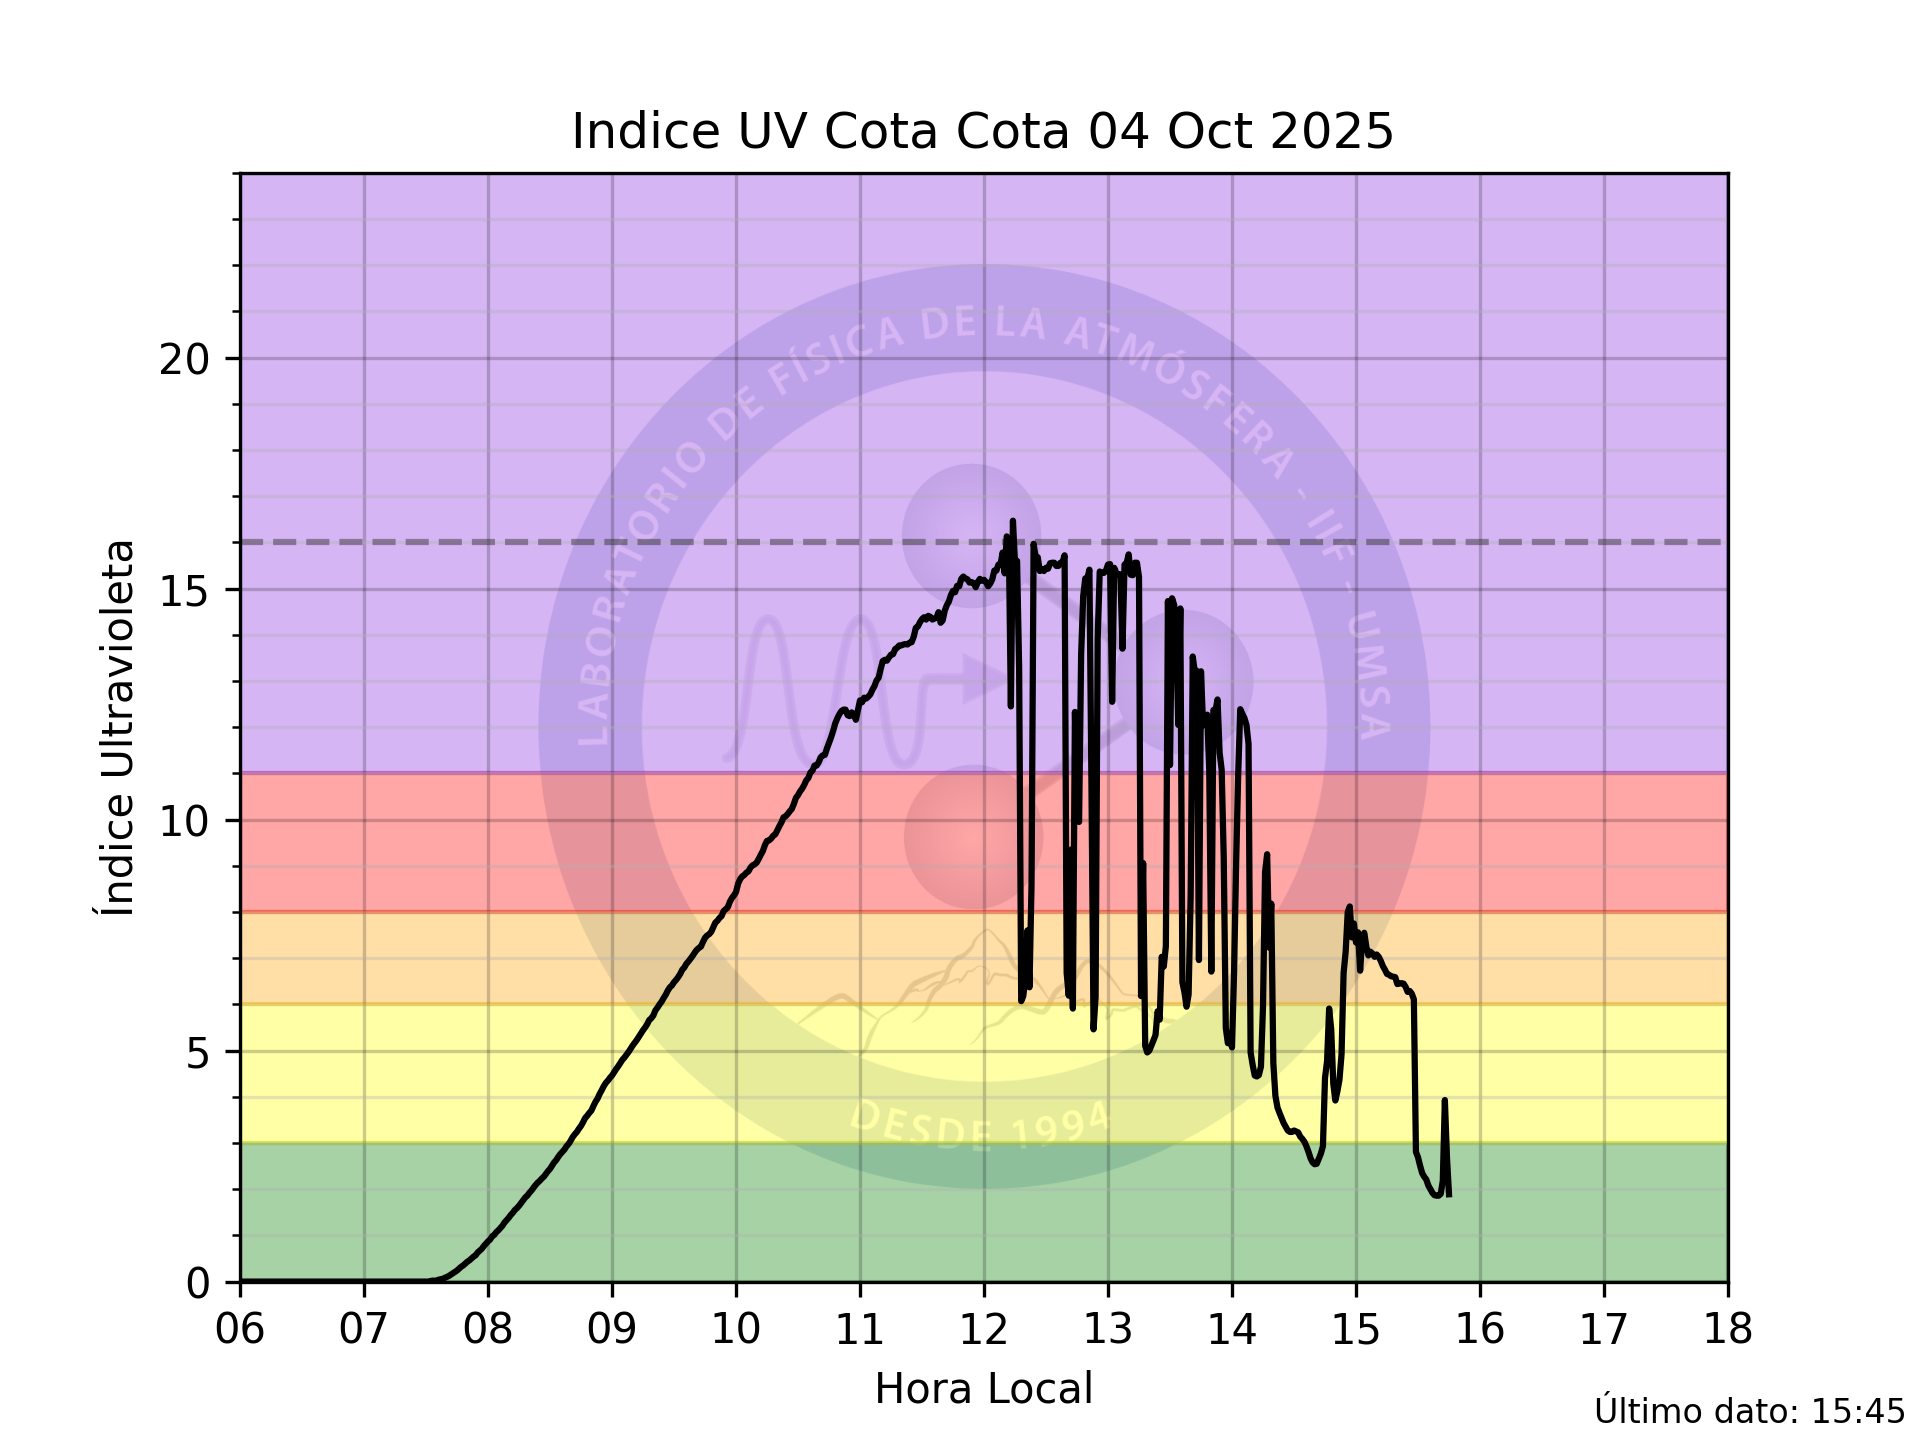 Indice UV Cota Cota 04 Oct 2025
LABORATORIO DE FÍSICA DE LA ATMÓSFERA - IIF - UMSA
DESDE 1994
Índice Ultravioleta
20
15
10
5
0
06 07 08 09 10 11 12 13 14 15 16 17 18
Hora Local
Último dato: 15:45